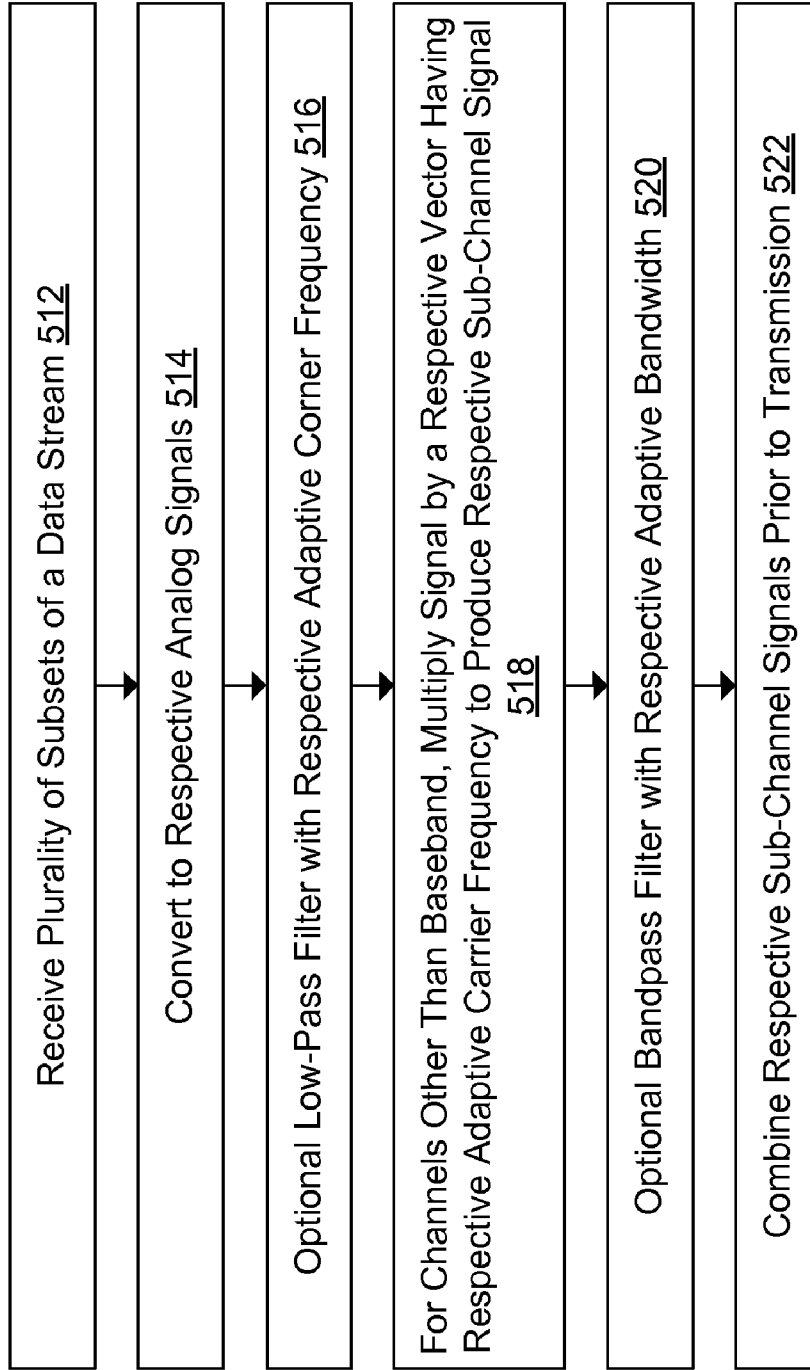 Receive Plurality of Subsets of a Data Stream 512
Convert to Respective Analog Signals 514
Optional Low-Pass Filter with Respective Adaptive Corner Frequency 516
For Channels Other Than Baseband, Multiply Signal by a Respective Vector Having
Respective Adaptive Carrier Frequency to Produce Respective Sub-Channel Signal
518
Optional Bandpass Filter with Respective Adaptive Bandwidth 520
Combine Respective Sub-Channel Signals Prior to Transmission 522